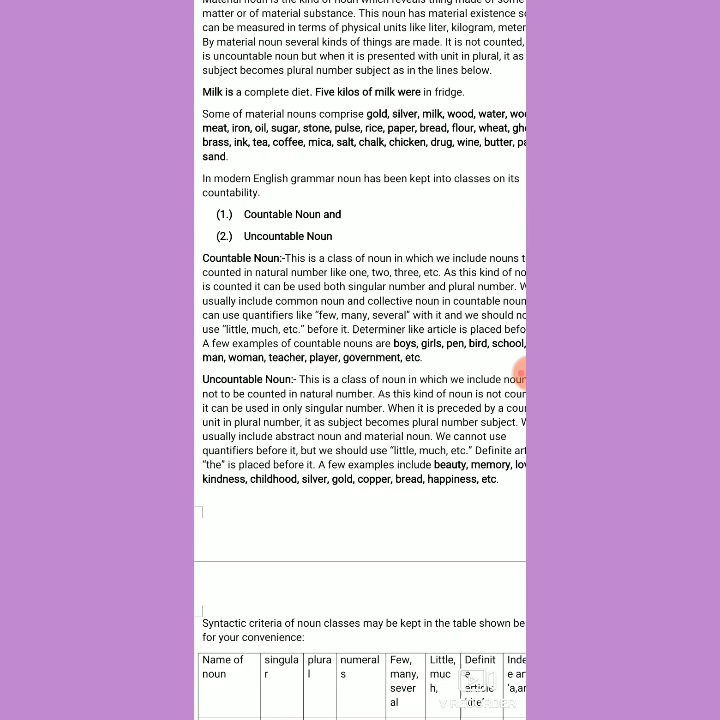 Material noun is the kind of noun which reveals thing made of some
matter or of material substance. This noun has material existence
can be measured in terms of physical units like liter, kilogram, meter
By material noun several kinds of things are made. It is not counted,
is uncountable noun but when it is presented with unit in plural, it as
subject becomes plural number subject as in the lines below.
Milk is a complete diet. Five kilos of milk were in fridge.
Some of material nouns comprise gold, silver, milk, wood, water,
meat, iron, oil, sugar, stone, pulse, rice, paper, bread, flour, wheat,
brass, ink, tea, coffee, mica, salt, chalk, chicken, drug, wine, butter,
sand.
In modern English grammar noun has been kept into classes on its
countability.
(1.) Countable Noun and
(2.) Uncountable Noun
Countable Noun:-This is a class of noun in which we include nouns
counted in natural number like one, two, three, etc. As this kind of
is counted it can be used both singular number and plural number.
usually include common noun and collective noun in countable noun
can use quantifiers like "few, many, several" with it and we should
use "little, much, etc." before it. Determiner like article is placed
A few examples of countable nouns are boys, girls, pen, bird, school,
man, woman, teacher, player, government, etc.
Uncountable Noun:- This is a class of noun in which we include noun
not to be counted in natural number. As this kind of noun is not
it can be used in only singular number. When it is preceded by a
unit in plural number, it as subject becomes plural number subject.
usually include abstract noun and material noun. We cannot use
quantifiers before it, but we should use "little, much, etc." Definite
"the" is placed before it. A few examples include beauty, memory,
kindness, childhood, silver, gold, copper, bread, happiness, etc.
Syntactic criteria of noun classes may be kept in the table shown
for your convenience:
Name of singula plura numeral Few, Little, Definit Inde
noun r l s many, muc e e
sever h, article 'a,
al 'the'
V RECORDER